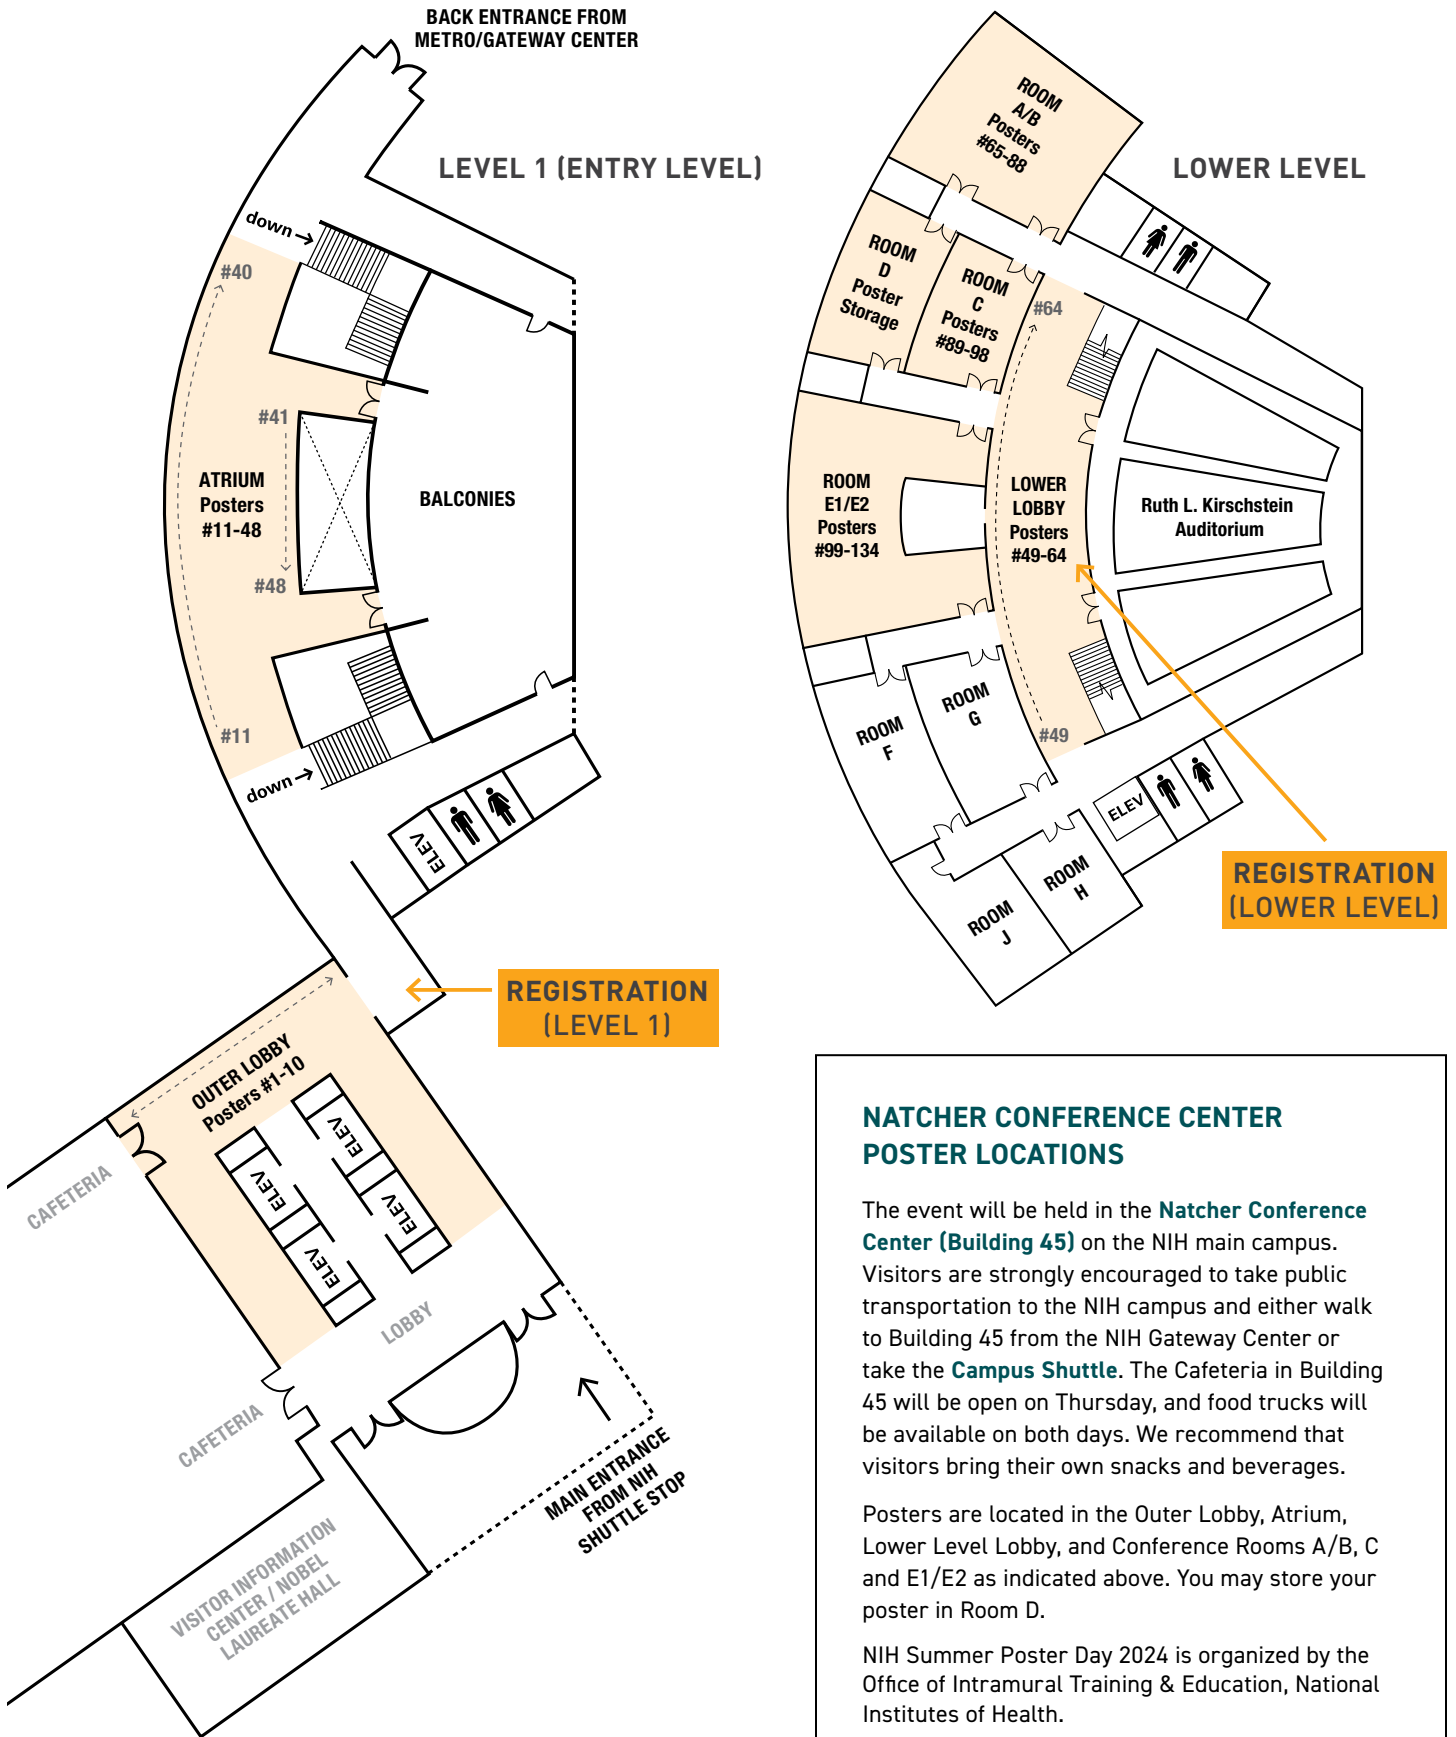 BACK ENTRANCE FROM
METRO/GATEWAY CENTER
LEVEL 1 (ENTRY LEVEL)
down
#40
#41
ATRIUM
Posters
#11-48
BALCONIES
#48
#11
down
ELEV
REGISTRATION
(LEVEL 1)
OUTER LOBBY
Posters #1-10
ELEV
ELEV
ELEV
ELEV
CAFETERIA
LOBBY
CAFETERIA
MAIN ENTRANCE
FROM NIH
SHUTTLE STOP
VISITOR INFORMATION
CENTER / NOBEL
LAUREATE HALL
LOWER LEVEL
ROOM
A/B
Posters
#65-88
ROOM
D
Poster
Storage
ROOM
C
Posters
#89-98
#64
ROOM
E1/E2
Posters
#99-134
LOWER
LOBBY
Posters
#49-64
Ruth L. Kirschstein
Auditorium
ROOM
F
ROOM
G
#49
ELEV
ROOM
H
ROOM
J
REGISTRATION
(LOWER LEVEL)
NATCHER CONFERENCE CENTER
POSTER LOCATIONS
The event will be held in the Natcher Conference
Center (Building 45) on the NIH main campus.
Visitors are strongly encouraged to take public
transportation to the NIH campus and either walk
to Building 45 from the NIH Gateway Center or
take the Campus Shuttle. The Cafeteria in Building
45 will be open on Thursday, and food trucks will
be available on both days. We recommend that
visitors bring their own snacks and beverages.
Posters are located in the Outer Lobby, Atrium,
Lower Level Lobby, and Conference Rooms A/B, C
and E1/E2 as indicated above. You may store your
poster in Room D.
NIH Summer Poster Day 2024 is organized by the
Office of Intramural Training & Education, National
Institutes of Health.